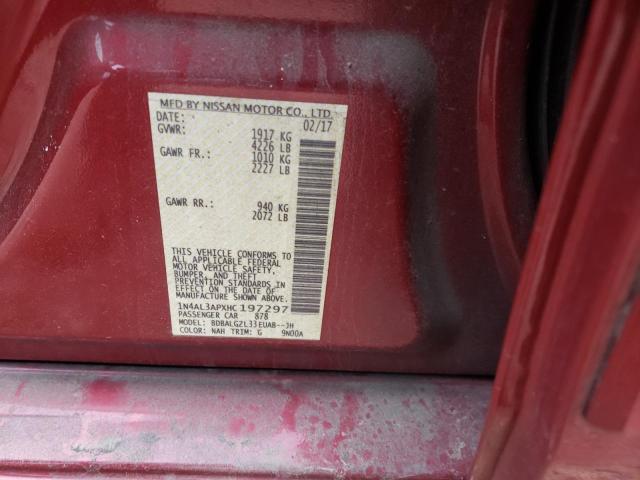 MFD BY NISSAN MOTOR CO., LTD.
DATE: 02/17
GVWR: 1917 KG
4226 LB
GAWR FR.: 1010 KG
2227 LB
GAWR RR.: 940 KG
2072 LB
THIS VEHICLE CONFORMS TO
ALL APPLICABLE FEDERAL
MOTOR VEHICLE SAFETY,
BUMPER, AND THEFT
PREVENTION STANDARDS IN
EFFECT ON THE DATE OF
MANUFACTURE SHOWN ABOVE.
1N4AL3APXHC197297
PASSENGER CAR 878
MODEL: BDBALGZL33EUAB--JH
COLOR: NAH TRIM: G 9N00A